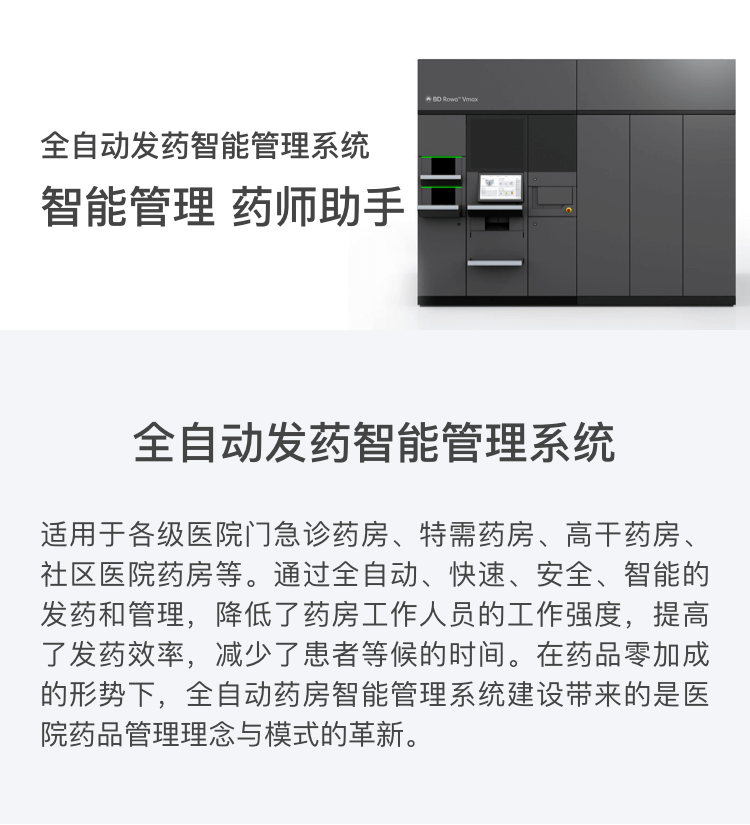 BD Rowa™ Vmax
全自动发药智能管理系统
智能管理 药师助手
全自动发药智能管理系统
适用于各级医院门急诊药房、特需药房、高干药房、
社区医院药房等。通过全自动、快速、安全、智能的
发药和管理，降低了药房工作人员的工作强度，提高
了发药效率，减少了患者等候的时间。在药品零加成
的形势下，全自动药房智能管理系统建设带来的是医
院药品管理理念与模式的革新。